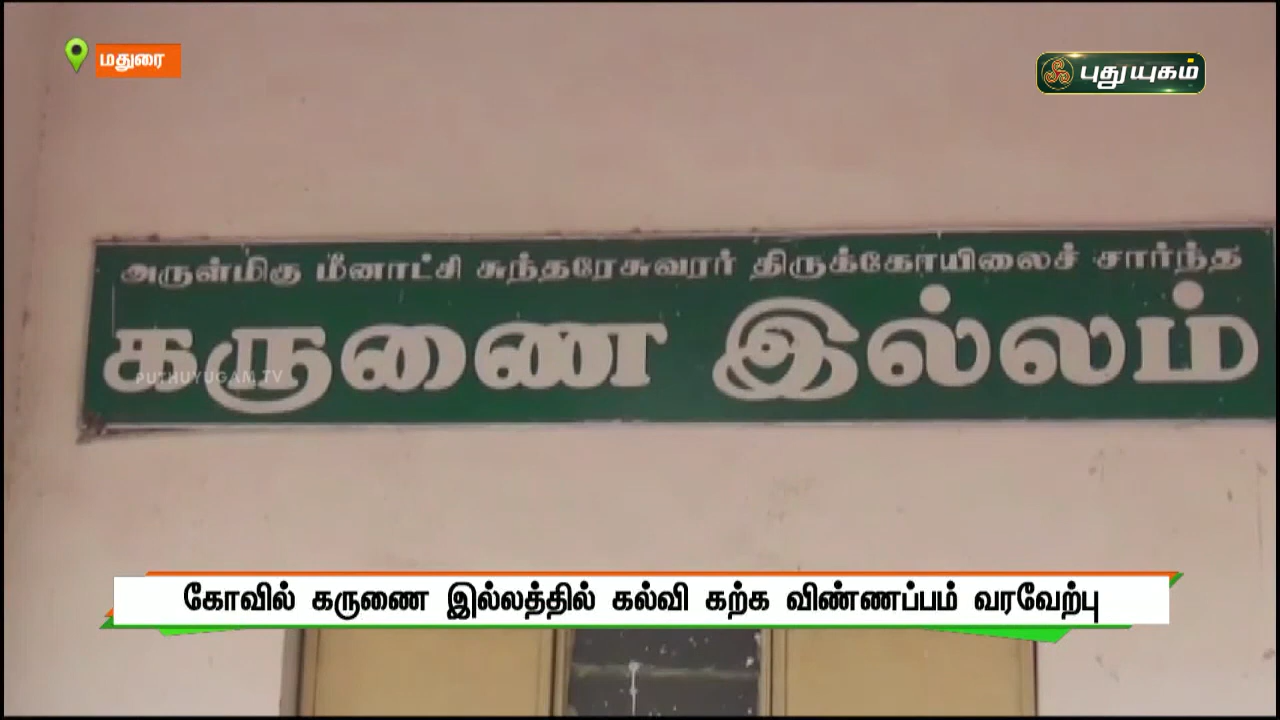 மதுரை
புதுயுகம்
அருள்மிகு மீனாட்சி சுந்தரேசுவரர் திருக்கோயிலைச் சார்ந்த
கருணை இல்லம்
PUTHUYUGAM TV
கோவில் கருணை இல்லத்தில் கல்வி கற்க விண்ணப்பம் வரவேற்பு